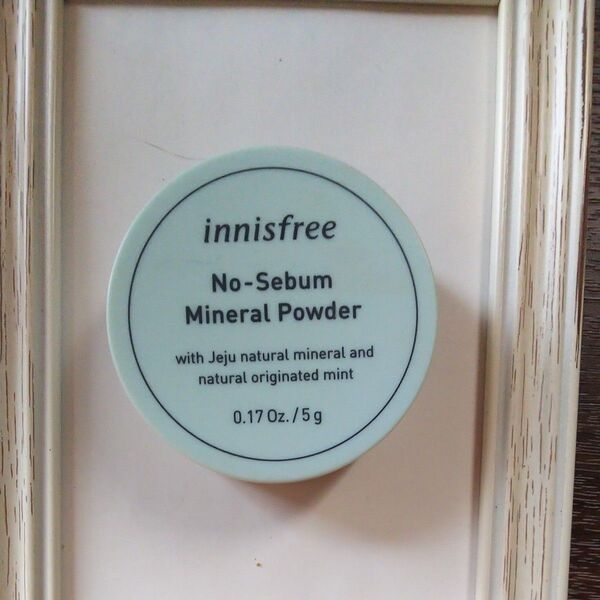 innisfree
No-Sebum
Mineral Powder
with Jeju natural mineral and
natural originated mint
0.17 Oz. / 5 g